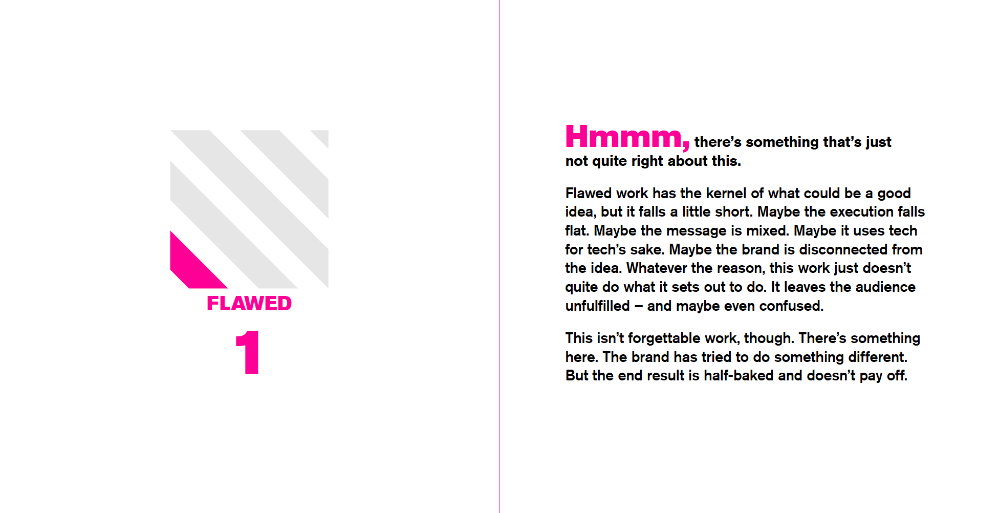 FLAWED
1
Hmmm, there’s something that’s just
not quite right about this.
Flawed work has the kernel of what could be a good
idea, but it falls a little short. Maybe the execution falls
flat. Maybe the message is mixed. Maybe it uses tech
for tech’s sake. Maybe the brand is disconnected from
the idea. Whatever the reason, this work just doesn’t
quite do what it sets out to do. It leaves the audience
unfulfilled – and maybe even confused.
This isn’t forgettable work, though. There’s something
here. The brand has tried to do something different.
But the end result is half-baked and doesn’t pay off.